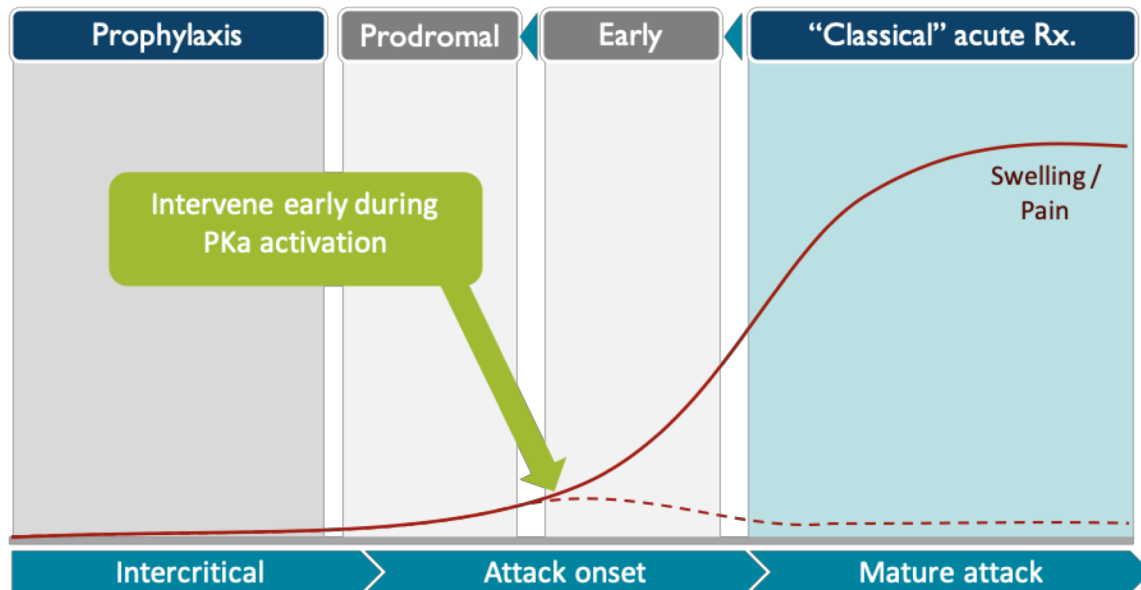 Prophylaxis
Prodromal
Early
“Classical” acute Rx.
Intervene early during
PKa activation
Swelling /
Pain
Intercritical
Attack onset
Mature attack